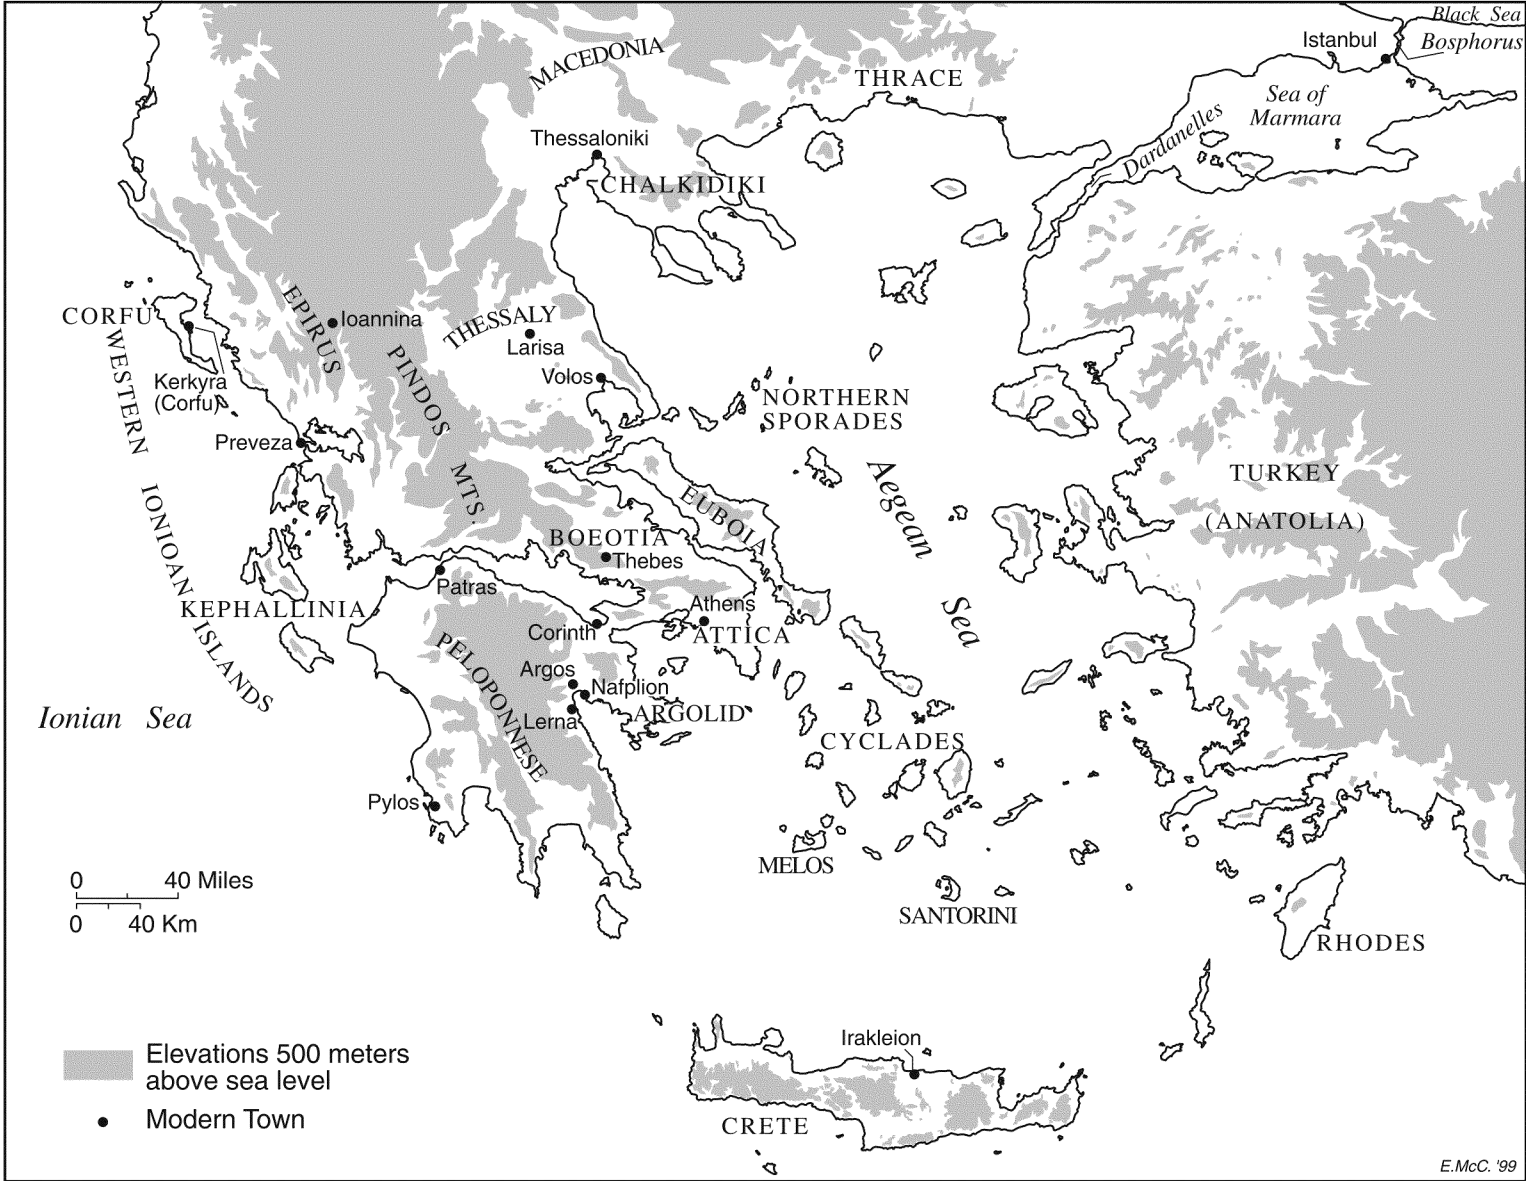 Black Sea
Bosphorus
Istanbul
MACEDONIA
THRACE
Sea of
Marmara
Dardanelles
Thessaloniki
CHALKIDIKI
CORFU
EPIRUS
Ioannina
THESSALY
Larisa
PINDOS MTS.
Volos
Kerkyra
(Corfu)
NORTHERN
SPORADES
WESTERN IONIOAN ISLANDS
Preveza
Aegean Sea
TURKEY
(ANATOLIA)
EUBOIA
BOEOTIA
Thebes
Patras
KEPHALLINIA
Athens
ATTICA
Corinth
PELOPONNESE
Argos
Nafplion
Lerna
ARGOLID
Ionian Sea
CYCLADES
Pylos
MELOS
SANTORINI
RHODES
0 40 Miles
0 40 Km
Irakleion
CRETE
Elevations 500 meters
above sea level
Modern Town
E.McC. '99